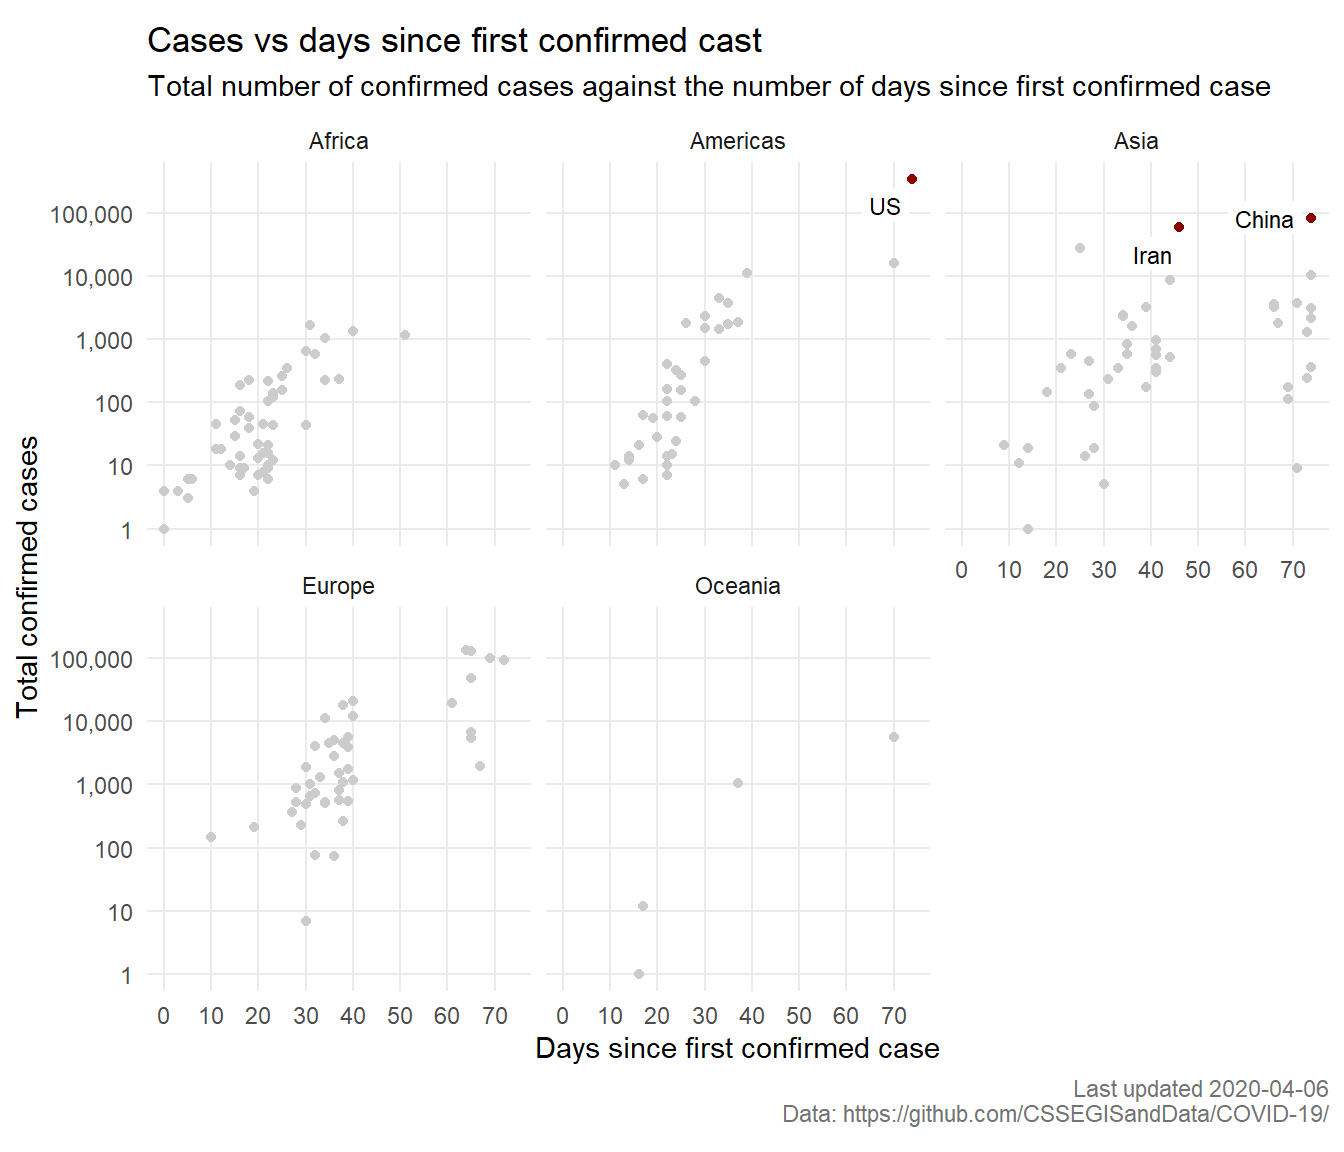 Cases vs days since first confirmed cast
Total number of confirmed cases against the number of days since first confirmed case
Africa
Americas
Asia
100,000
10,000
1,000
100
10
1
US
China
Iran
0 10 20 30 40 50 60 70
Total confirmed cases
Europe
Oceania
100,000
10,000
1,000
100
10
1
0 10 20 30 40 50 60 70
0 10 20 30 40 50 60 70
Days since first confirmed case
Last updated 2020-04-06
Data: https://github.com/CSSEGISandData/COVID-19/